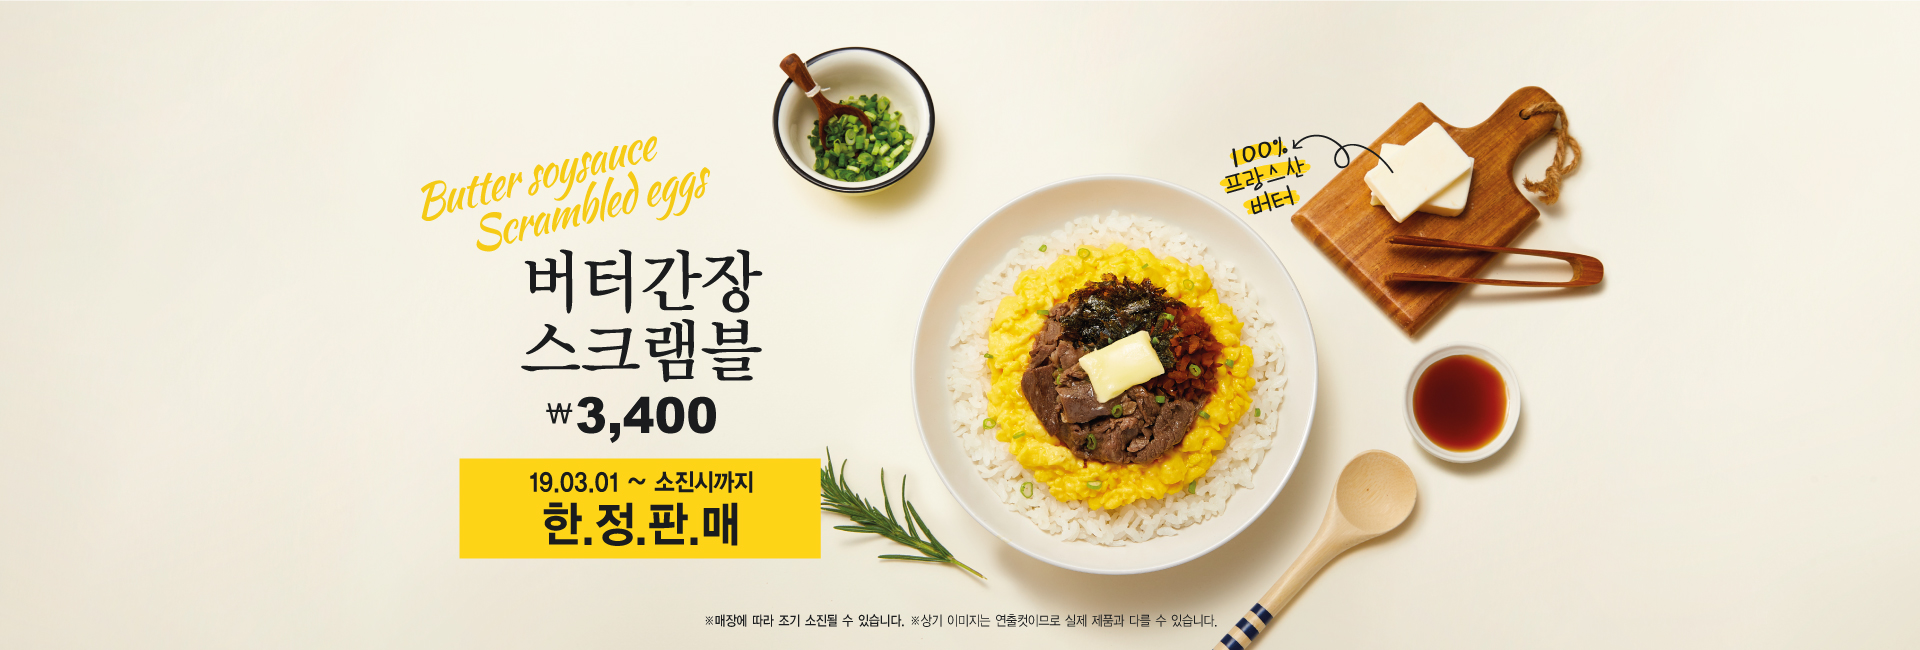 Butter soysauce
Scrambled eggs
버터간장
스크램블
₩3,400
19.03.01 ~ 소진시까지
한.정.판.매
100%
프랑스산
버터
※매장에 따라 조기 소진될 수 있습니다. ※상기 이미지는 연출컷이므로 실제 제품과 다를 수 있습니다.